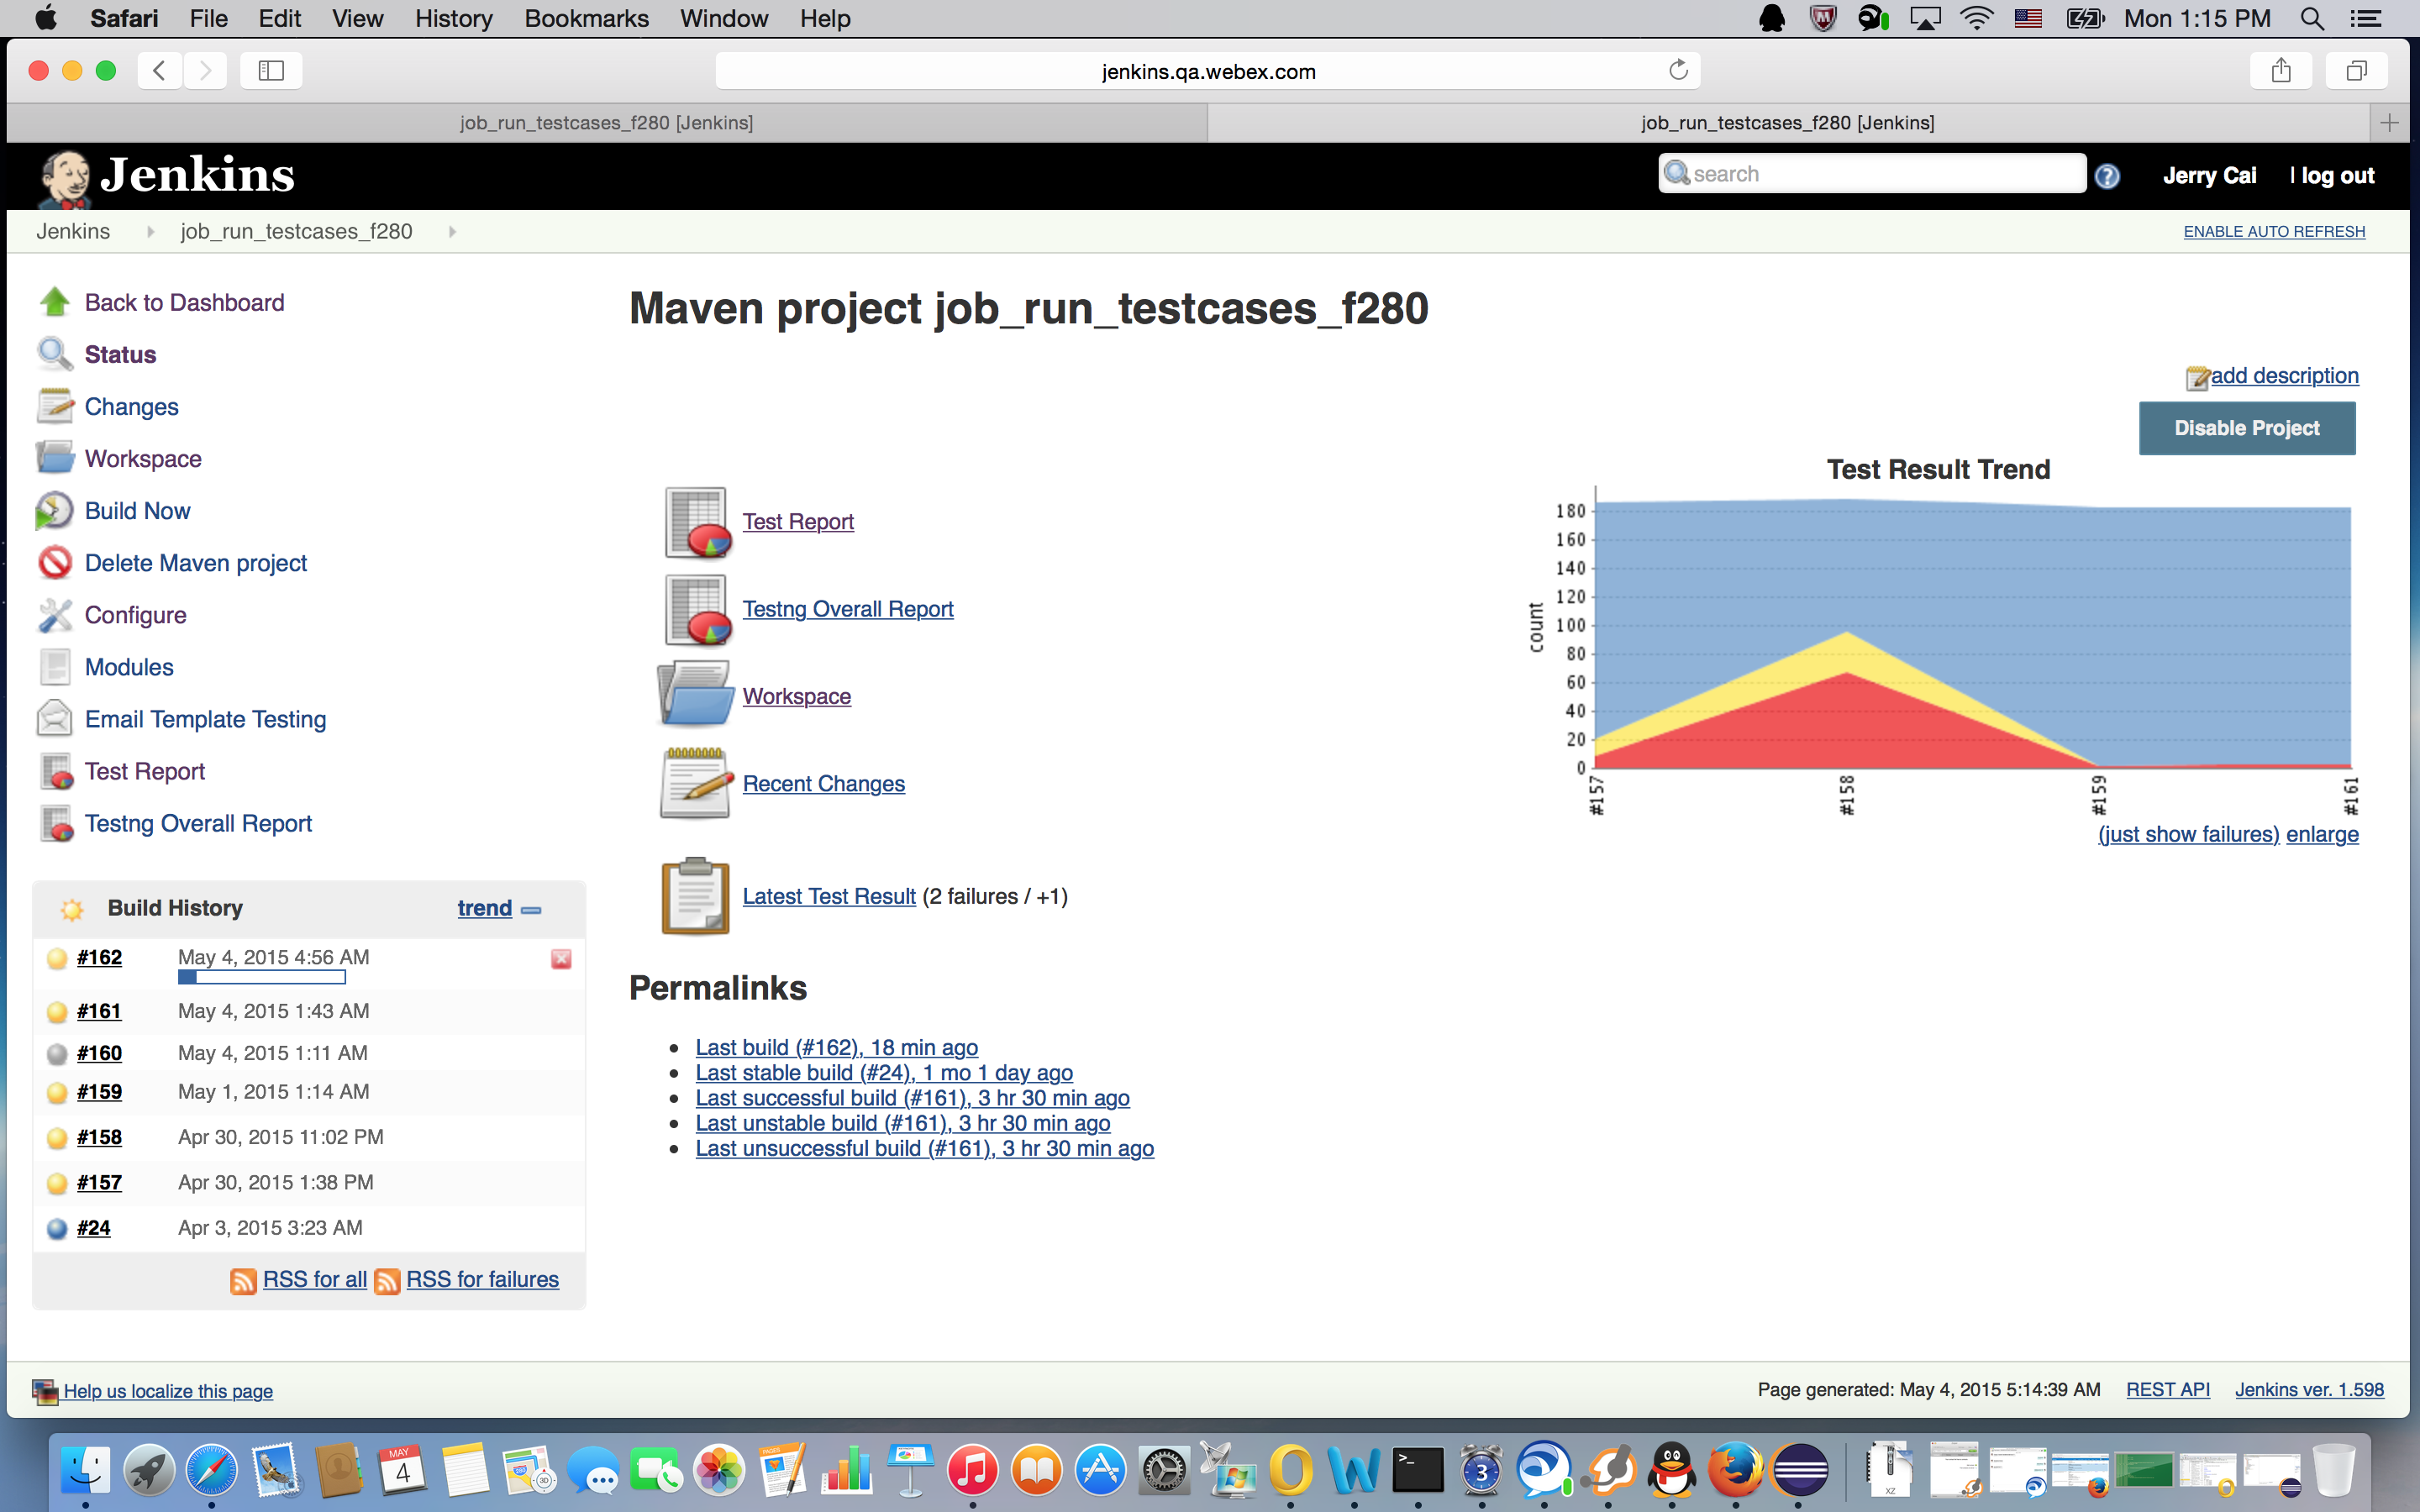 Safari File Edit View History Bookmarks Window Help Mon 1:15 PM
jenkins.qa.webex.com
job_run_testcases_f280 [Jenkins] job_run_testcases_f280 [Jenkins]
Jenkins search Jerry Cai | log out
Jenkins job_run_testcases_f280 ENABLE AUTO REFRESH
Back to Dashboard
Status
Changes
Workspace
Build Now
Delete Maven project
Configure
Modules
Email Template Testing
Test Report
Testng Overall Report
Build History trend
#162 May 4, 2015 4:56 AM
#161 May 4, 2015 1:43 AM
#160 May 4, 2015 1:11 AM
#159 May 1, 2015 1:14 AM
#158 Apr 30, 2015 11:02 PM
#157 Apr 30, 2015 1:38 PM
#24 Apr 3, 2015 3:23 AM
RSS for all RSS for failures
Maven project job_run_testcases_f280
add description
Disable Project
Test Report
Testng Overall Report
Workspace
Recent Changes
Latest Test Result (2 failures / +1)
Test Result Trend
count
180
160
140
120
100
80
60
40
20
0
#157 #158 #159 #161
(just show failures) enlarge
Permalinks
Last build (#162), 18 min ago
Last stable build (#24), 1 mo 1 day ago
Last successful build (#161), 3 hr 30 min ago
Last unstable build (#161), 3 hr 30 min ago
Last unsuccessful build (#161), 3 hr 30 min ago
Help us localize this page Page generated: May 4, 2015 5:14:39 AM REST API Jenkins ver. 1.598
MAY
4
PAGES
3D
3
XZ